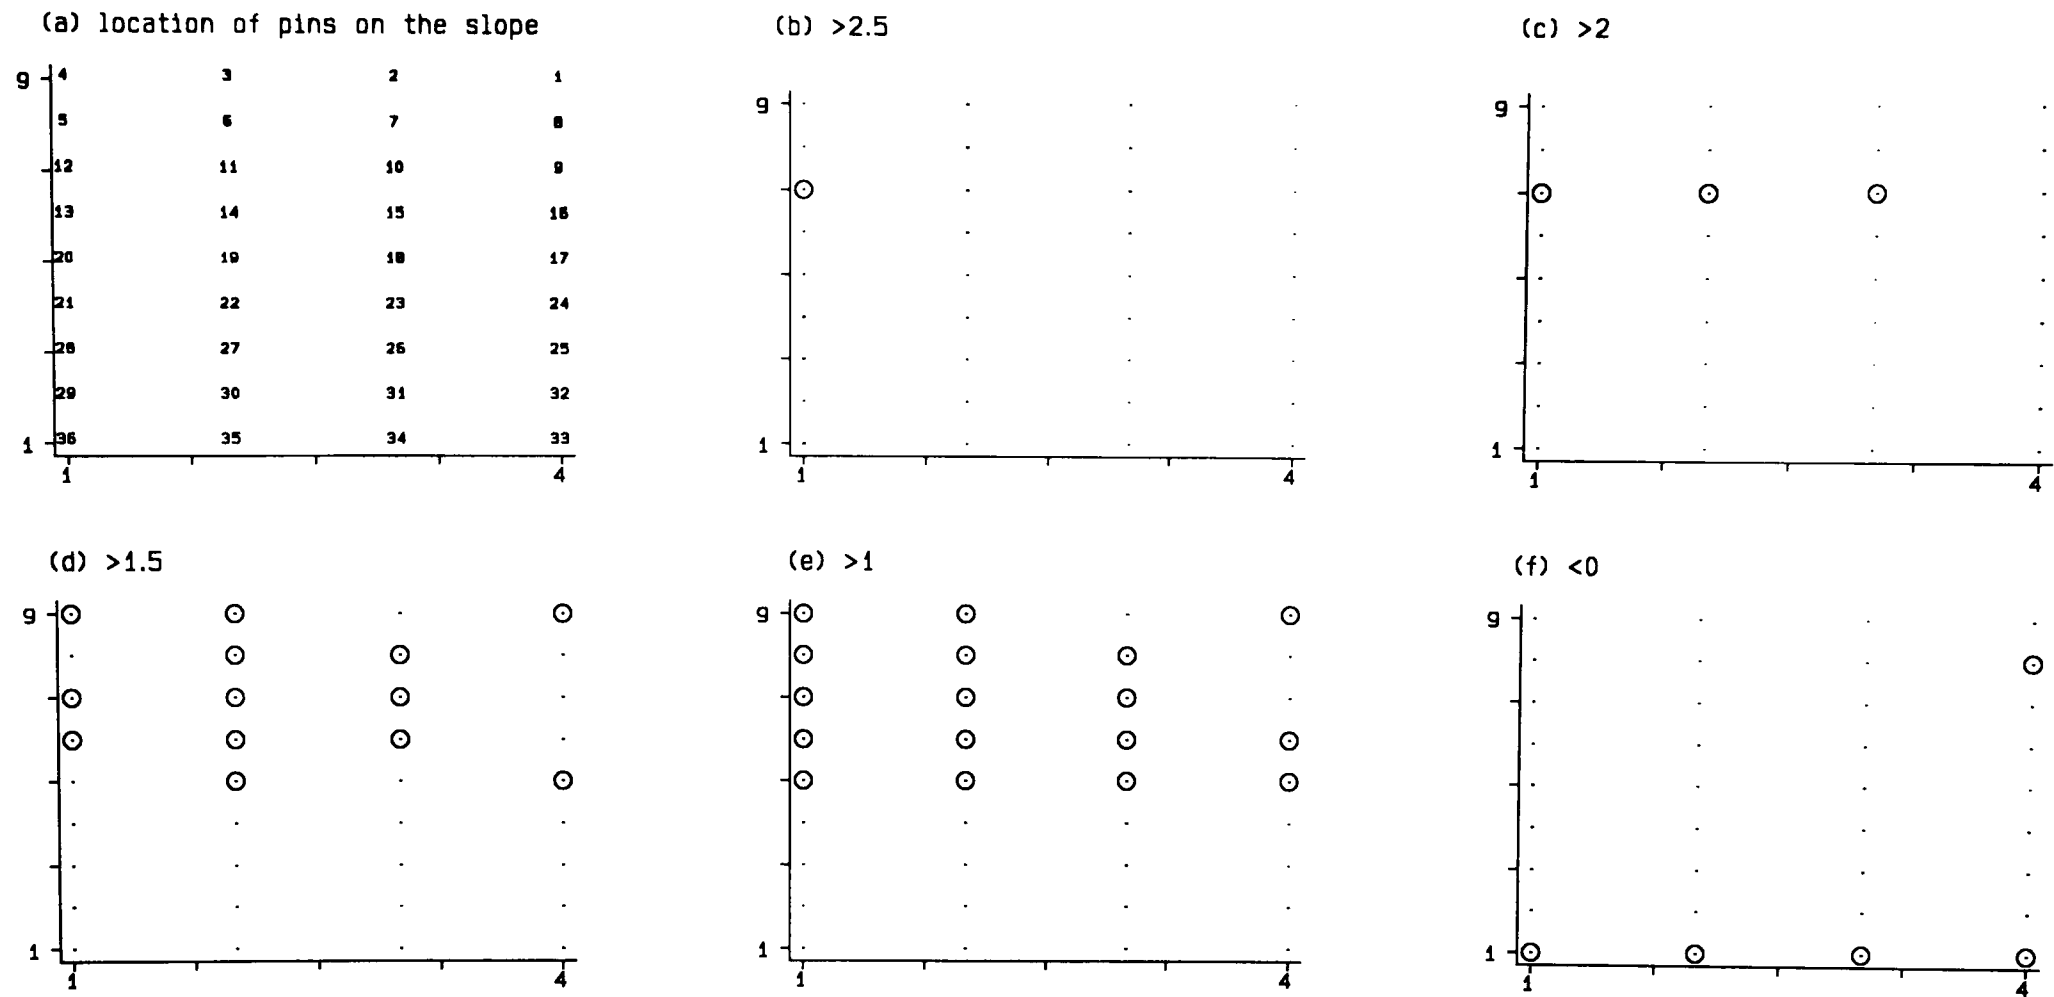 (a) location of pins on the slope
9 4 3 2 1
5 6 7 8
12 11 10 9
13 14 15 16
20 19 18 17
21 22 23 24
28 27 26 25
29 30 31 32
1 36 35 34 33
1 4
(b) >2.5
9
1
1 4
(c) >2
9
1
1 4
(d) >1.5
9
1
1 4
(e) >1
9
1
1 4
(f) <0
9
1
1 4